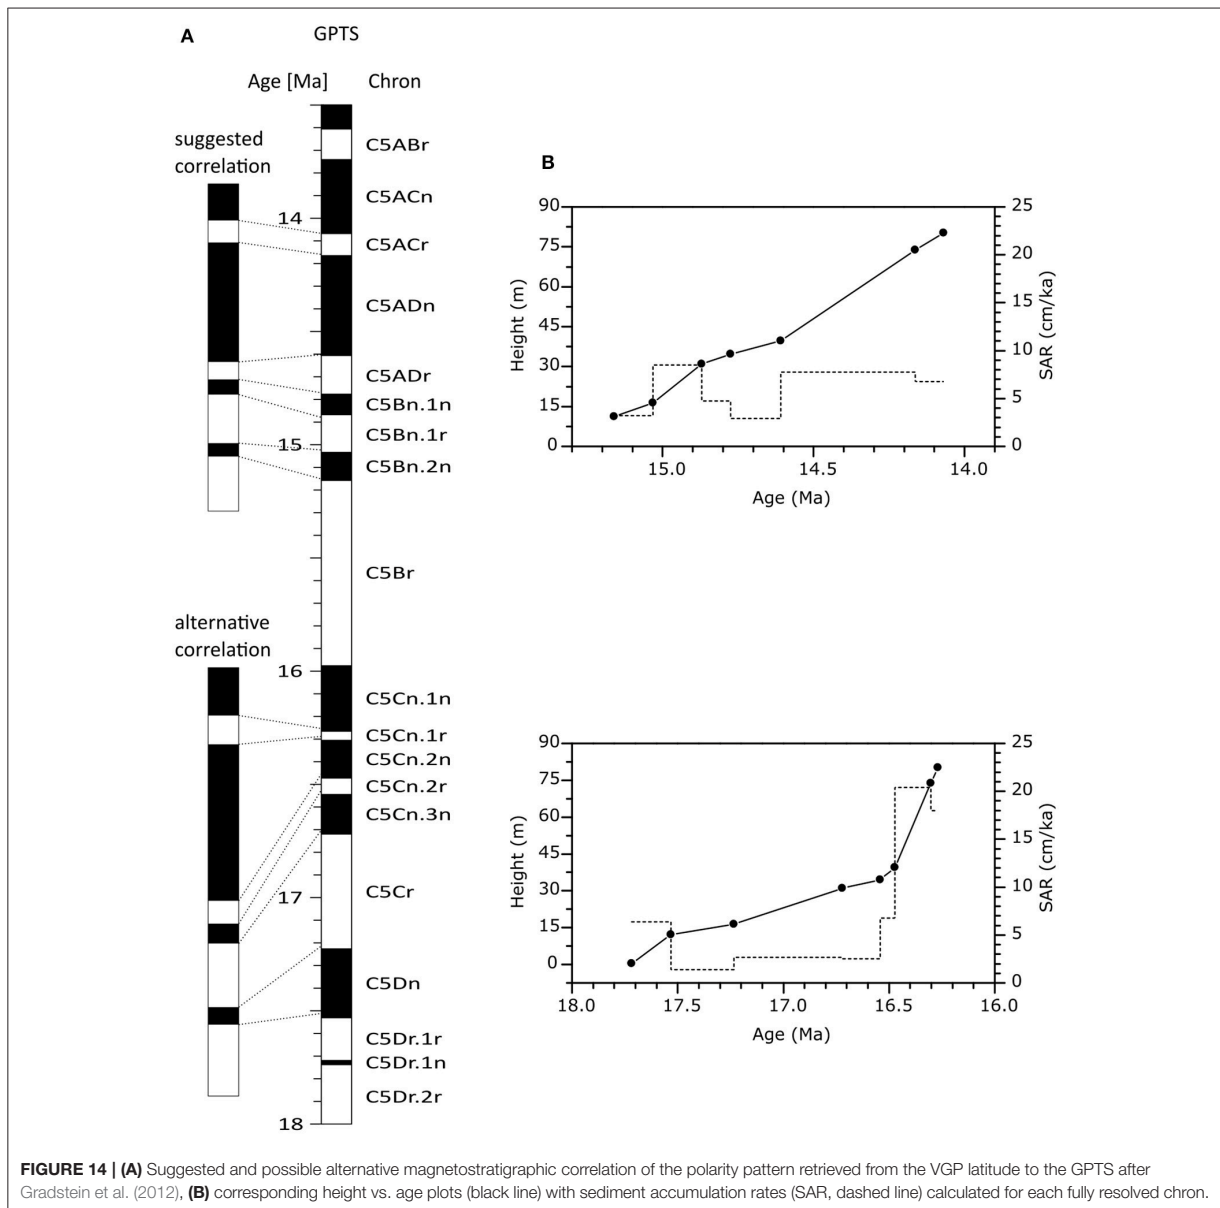 A
GPTS
Age [Ma]
Chron
suggested
correlation
C5ABr
C5ACn
14
C5ACr
C5ADn
C5ADr
C5Bn.1n
C5Bn.1r
15
C5Bn.2n
C5Br
alternative
correlation
16
C5Cn.1n
C5Cn.1r
C5Cn.2n
C5Cn.2r
C5Cn.3n
17
C5Cr
C5Dn
C5Dr.1r
C5Dr.1n
C5Dr.2r
18
B
90
75
60
45
30
15
0
Height (m)
25
20
15
10
5
0
SAR (cm/ka)
15.0
14.5
14.0
Age (Ma)
90
75
60
45
30
15
0
Height (m)
25
20
15
10
5
0
SAR (cm/ka)
18.0
17.5
17.0
16.5
16.0
Age (Ma)
FIGURE 14 | (A) Suggested and possible alternative magnetostratigraphic correlation of the polarity pattern retrieved from the VGP latitude to the GPTS after
Gradstein et al. (2012), (B) corresponding height vs. age plots (black line) with sediment accumulation rates (SAR, dashed line) calculated for each fully resolved chron.